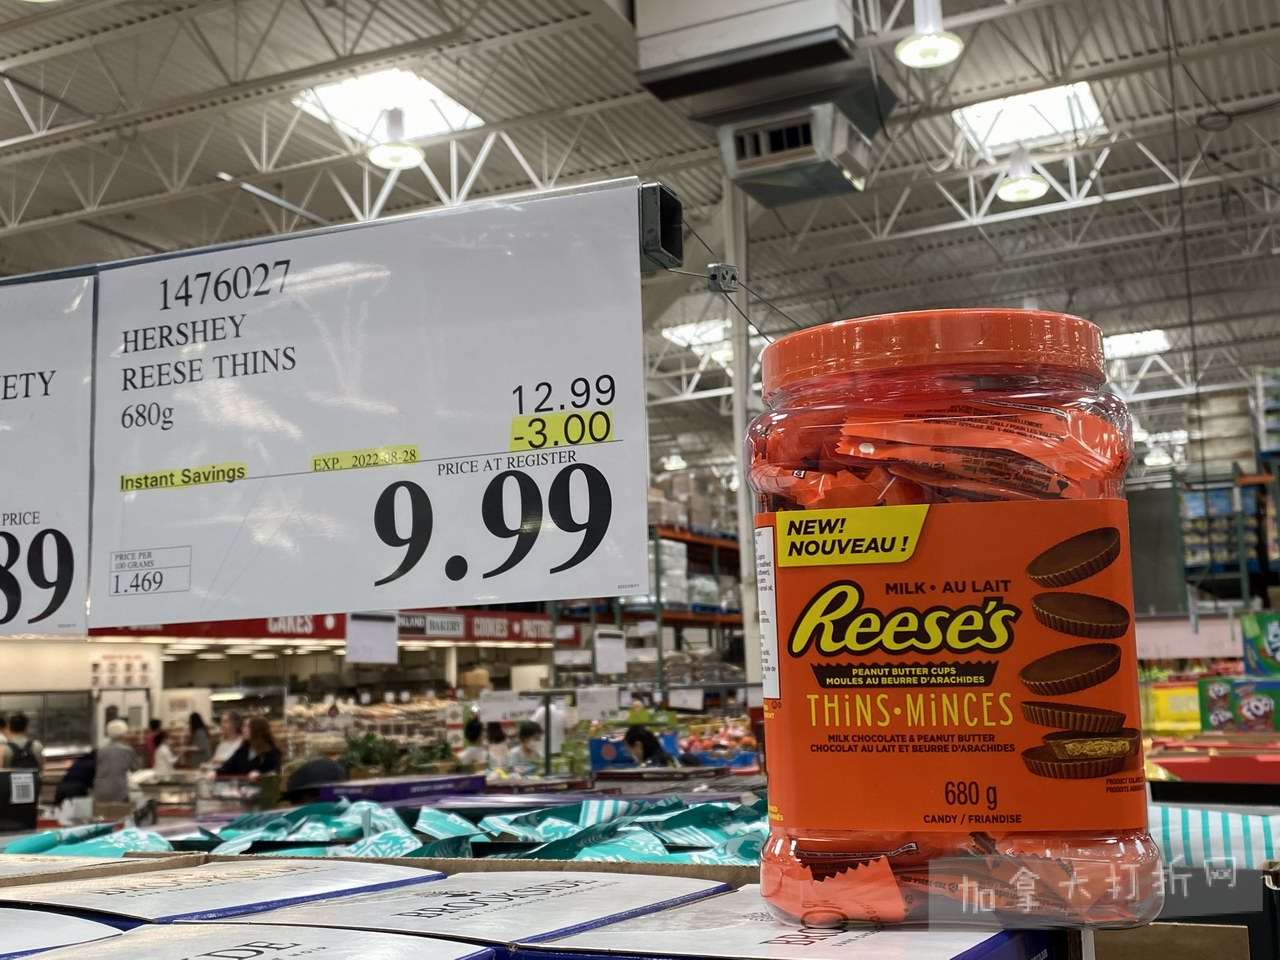 1476027
HERSHEY
REESE THINS
680g
12.99
-3.00
Instant Savings
EXP. 2022-08-28
PRICE AT REGISTER
9.99
PRICE PER
100 GRAMS
1.469
ETY
PRICE
89
CAKES
BAKERY
COOKIES
NEW!
NOUVEAU !
MILK • AU LAIT
Reese's
PEANUT BUTTER CUPS
MOULES AU BEURRE D'ARACHIDES
THiNS • MiNCES
MILK CHOCOLATE & PEANUT BUTTER
CHOCOLAT AU LAIT ET BEURRE D'ARACHIDES
680 g
CANDY / FRIANDISE
加拿大打折网